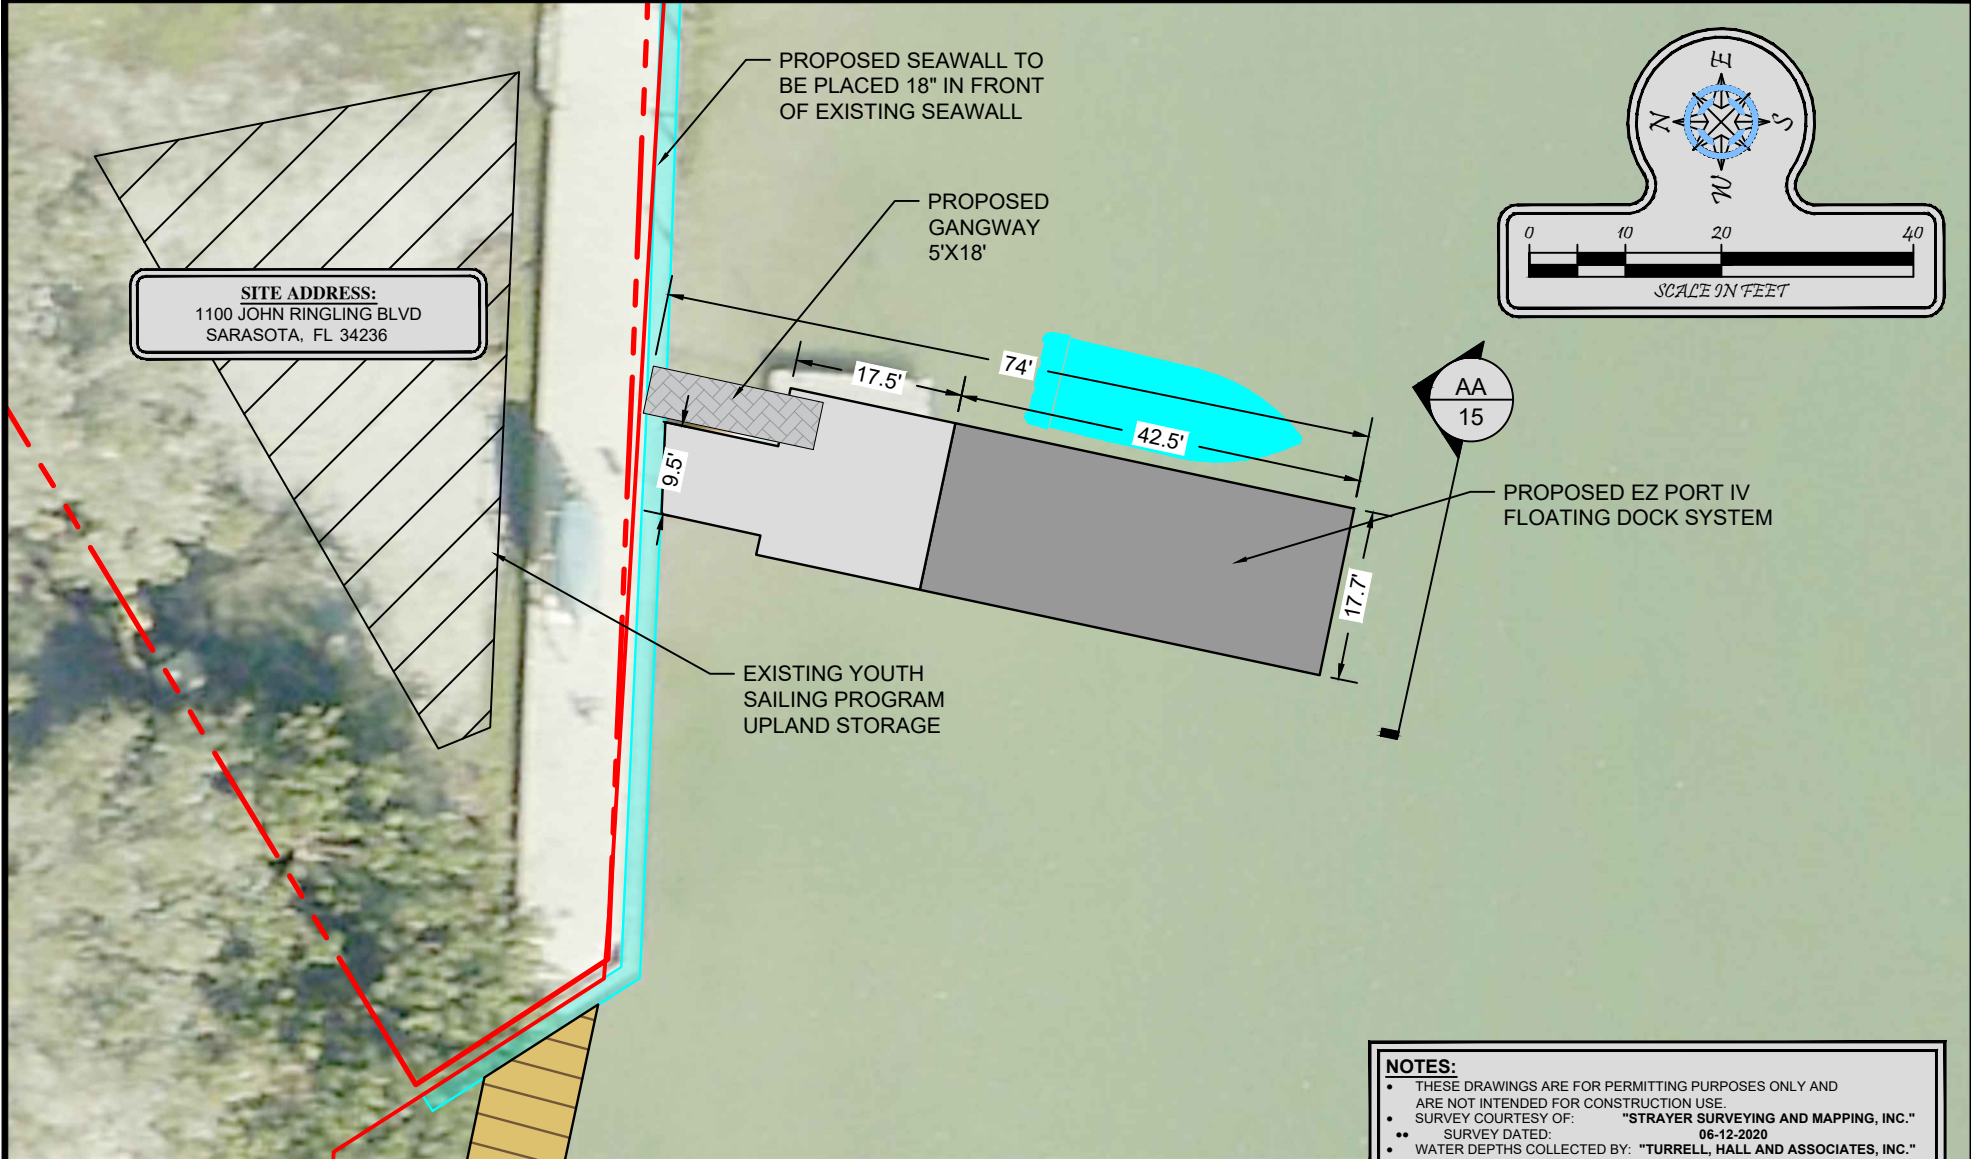 PROPOSED SEAWALL TO
BE PLACED 18" IN FRONT
OF EXISTING SEAWALL
PROPOSED
GANGWAY
5'X18'
E
N
S
W
0 10 20 40
SCALE IN FEET
SITE ADDRESS:
1100 JOHN RINGLING BLVD
SARASOTA, FL 34236
74'
17.5'
42.5'
9.5'
17.7'
AA
15
PROPOSED EZ PORT IV
FLOATING DOCK SYSTEM
EXISTING YOUTH
SAILING PROGRAM
UPLAND STORAGE
NOTES:
• THESE DRAWINGS ARE FOR PERMITTING PURPOSES ONLY AND
ARE NOT INTENDED FOR CONSTRUCTION USE.
• SURVEY COURTESY OF: "STRAYER SURVEYING AND MAPPING, INC."
•• SURVEY DATED: 06-12-2020
• WATER DEPTHS COLLECTED BY: "TURRELL, HALL AND ASSOCIATES, INC."